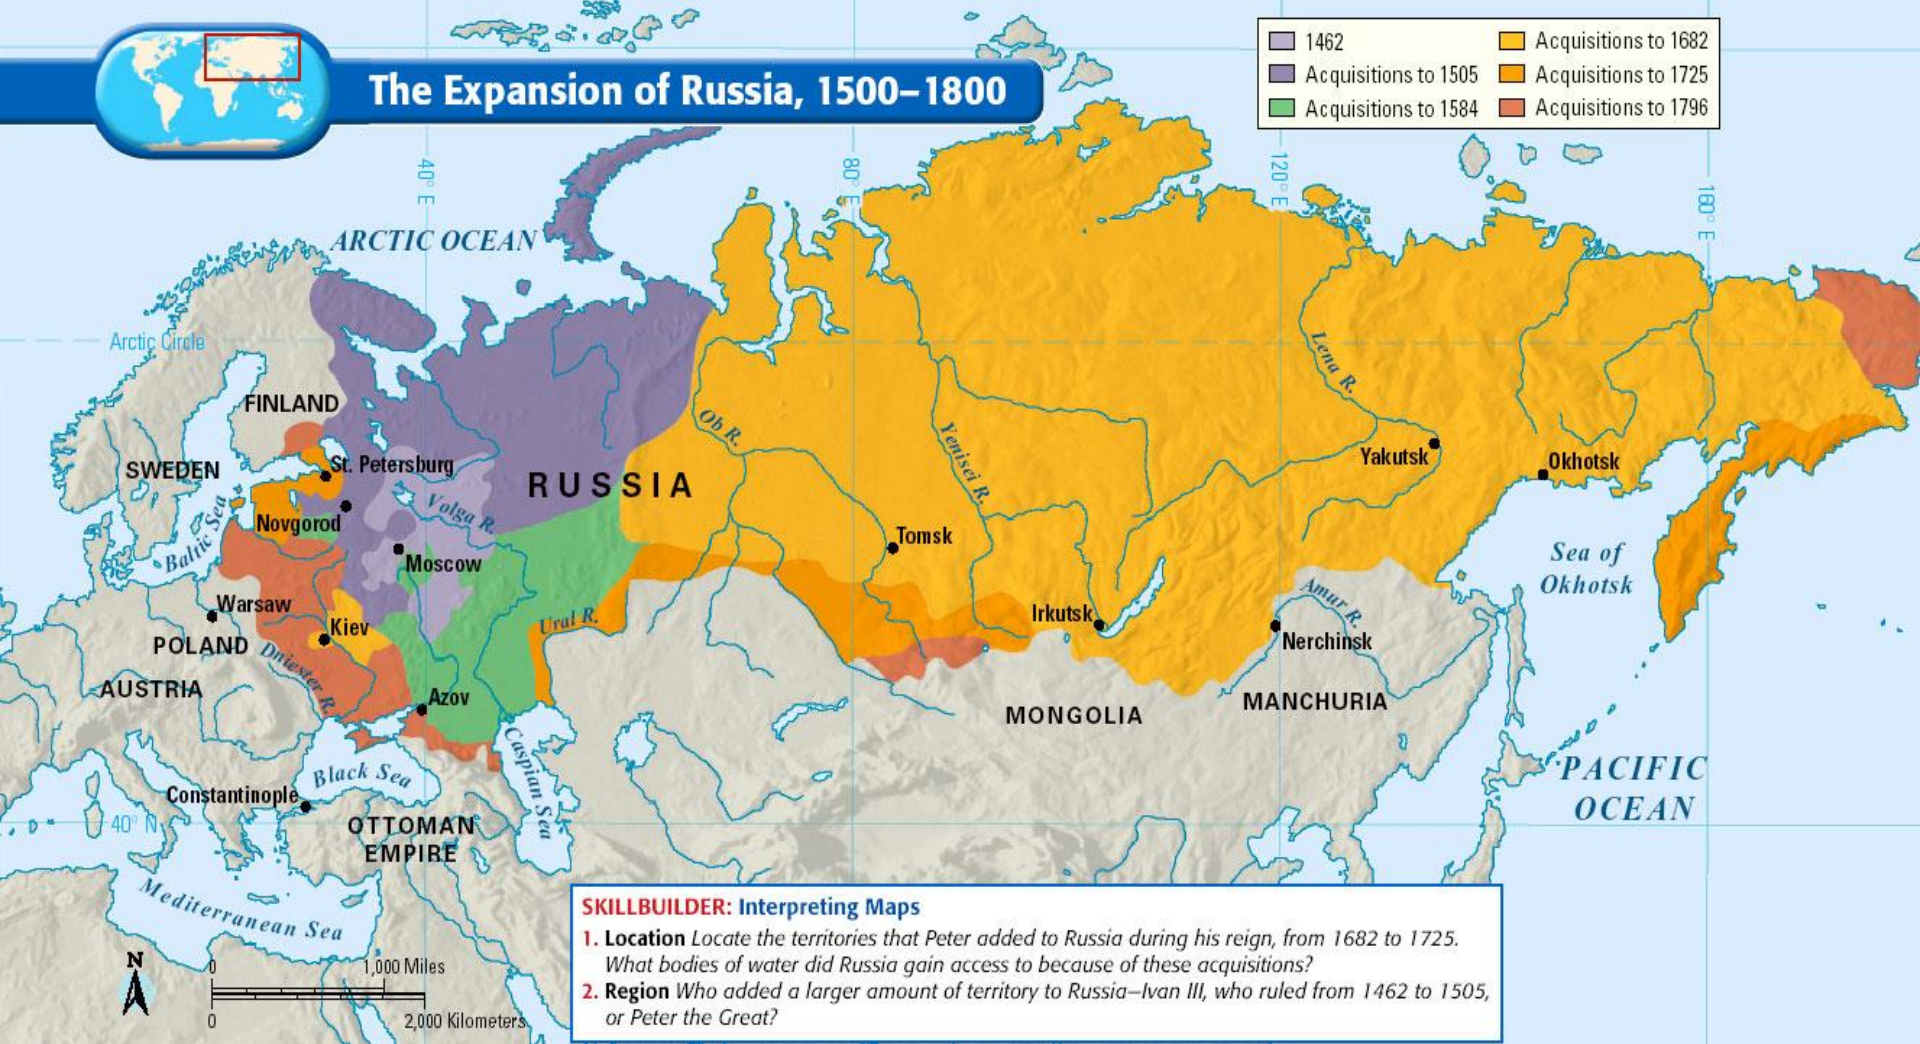 The Expansion of Russia, 1500–1800
1462
Acquisitions to 1505
Acquisitions to 1584
Acquisitions to 1682
Acquisitions to 1725
Acquisitions to 1796
40° E
80° E
120° E
160° E
ARCTIC OCEAN
Arctic Circle
FINLAND
SWEDEN
St. Petersburg
RUSSIA
Ob R.
Yenisei R.
Lena R.
Yakutsk
Okhotsk
Baltic Sea
Novgorod
Volga R.
Moscow
Tomsk
Sea of
Okhotsk
Warsaw
Kiev
Ural R.
Irkutsk
Amur R.
Nerchinsk
POLAND
Dniester R.
AUSTRIA
Azov
MONGOLIA
MANCHURIA
Caspian Sea
Black Sea
Constantinople
PACIFIC
OCEAN
40° N
OTTOMAN
EMPIRE
Mediterranean Sea
N
0
1,000 Miles
0
2,000 Kilometers
SKILLBUILDER: Interpreting Maps
1. Location Locate the territories that Peter added to Russia during his reign, from 1682 to 1725.
What bodies of water did Russia gain access to because of these acquisitions?
2. Region Who added a larger amount of territory to Russia—Ivan III, who ruled from 1462 to 1505,
or Peter the Great?